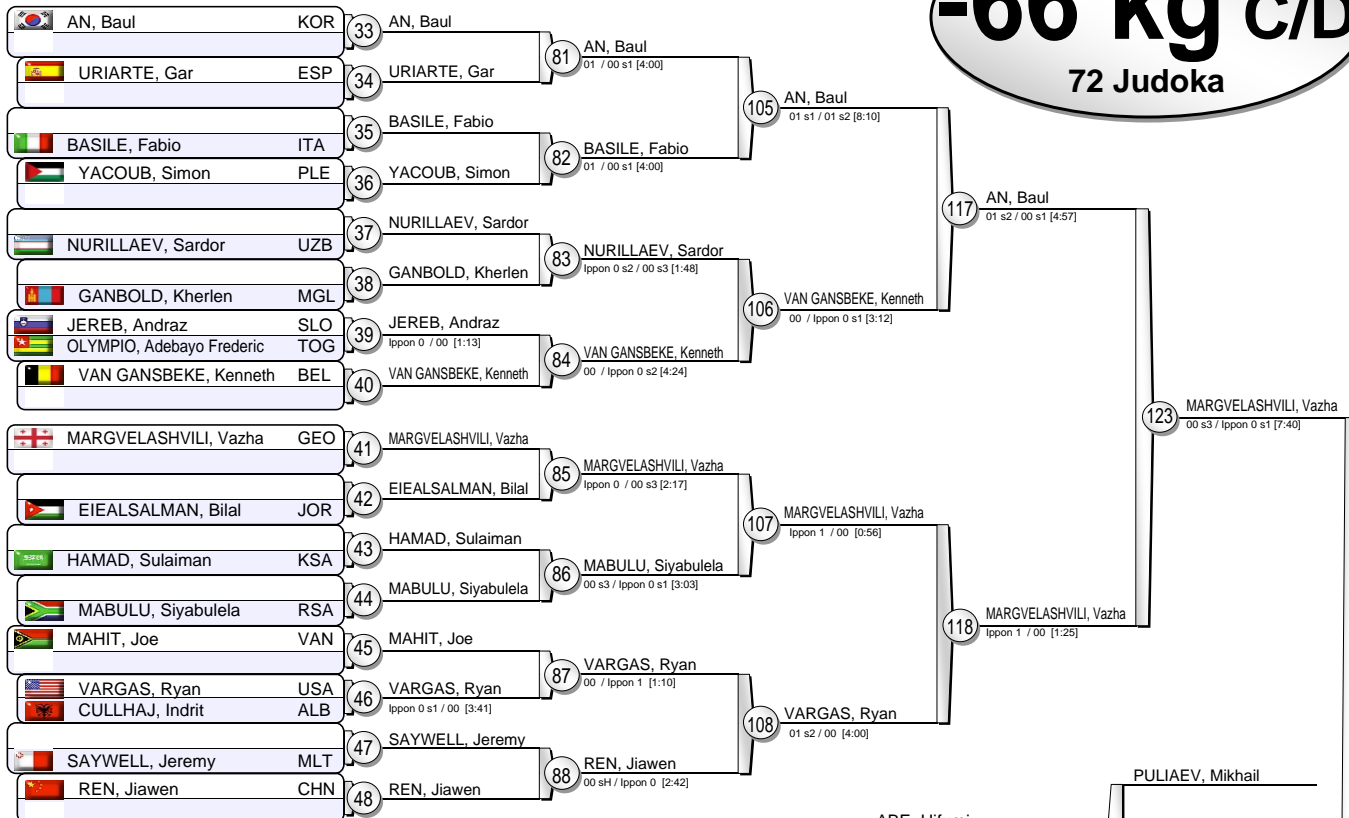 -66 kg C/D
72 Judoka
AN, Baul KOR
URIARTE, Gar ESP
BASILE, Fabio ITA
YACOUB, Simon PLE
NURILLAEV, Sardor UZB
GANBOLD, Kherlen MGL
JEREB, Andraz SLO
OLYMPIO, Adebayo Frederic TOG
VAN GANSBEKE, Kenneth BEL
MARGVELASHVILI, Vazha GEO
EIEALSALMAN, Bilal JOR
HAMAD, Sulaiman KSA
MABULU, Siyabulela RSA
MAHIT, Joe VAN
VARGAS, Ryan USA
CULLHAJ, Indrit ALB
SAYWELL, Jeremy MLT
REN, Jiawen CHN
33 AN, Baul
34 URIARTE, Gar
35 BASILE, Fabio
36 YACOUB, Simon
37 NURILLAEV, Sardor
38 GANBOLD, Kherlen
39 JEREB, Andraz
Ippon 0 / 00 [1:13]
40 VAN GANSBEKE, Kenneth
41 MARGVELASHVILI, Vazha
42 EIEALSALMAN, Bilal
43 HAMAD, Sulaiman
44 MABULU, Siyabulela
45 MAHIT, Joe
46 VARGAS, Ryan
Ippon 0 s1 / 00 [3:41]
47 SAYWELL, Jeremy
48 REN, Jiawen
81 AN, Baul
01 / 00 s1 [4:00]
82 BASILE, Fabio
01 / 00 s1 [4:00]
83 NURILLAEV, Sardor
Ippon 0 s2 / 00 s3 [1:48]
84 VAN GANSBEKE, Kenneth
00 / Ippon 0 s2 [4:24]
85 MARGVELASHVILI, Vazha
Ippon 0 / 00 s3 [2:17]
86 MABULU, Siyabulela
00 s3 / Ippon 0 s1 [3:03]
87 VARGAS, Ryan
00 / Ippon 1 [1:10]
88 REN, Jiawen
00 sH / Ippon 0 [2:42]
105 AN, Baul
01 s1 / 01 s2 [8:10]
106 VAN GANSBEKE, Kenneth
00 / Ippon 0 s1 [3:12]
107 MARGVELASHVILI, Vazha
Ippon 1 / 00 [0:56]
108 VARGAS, Ryan
01 s2 / 00 [4:00]
117 AN, Baul
01 s2 / 00 s1 [4:57]
118 MARGVELASHVILI, Vazha
Ippon 1 / 00 [1:25]
123 MARGVELASHVILI, Vazha
00 s3 / Ippon 0 s1 [7:40]
PULIAEV, Mikhail